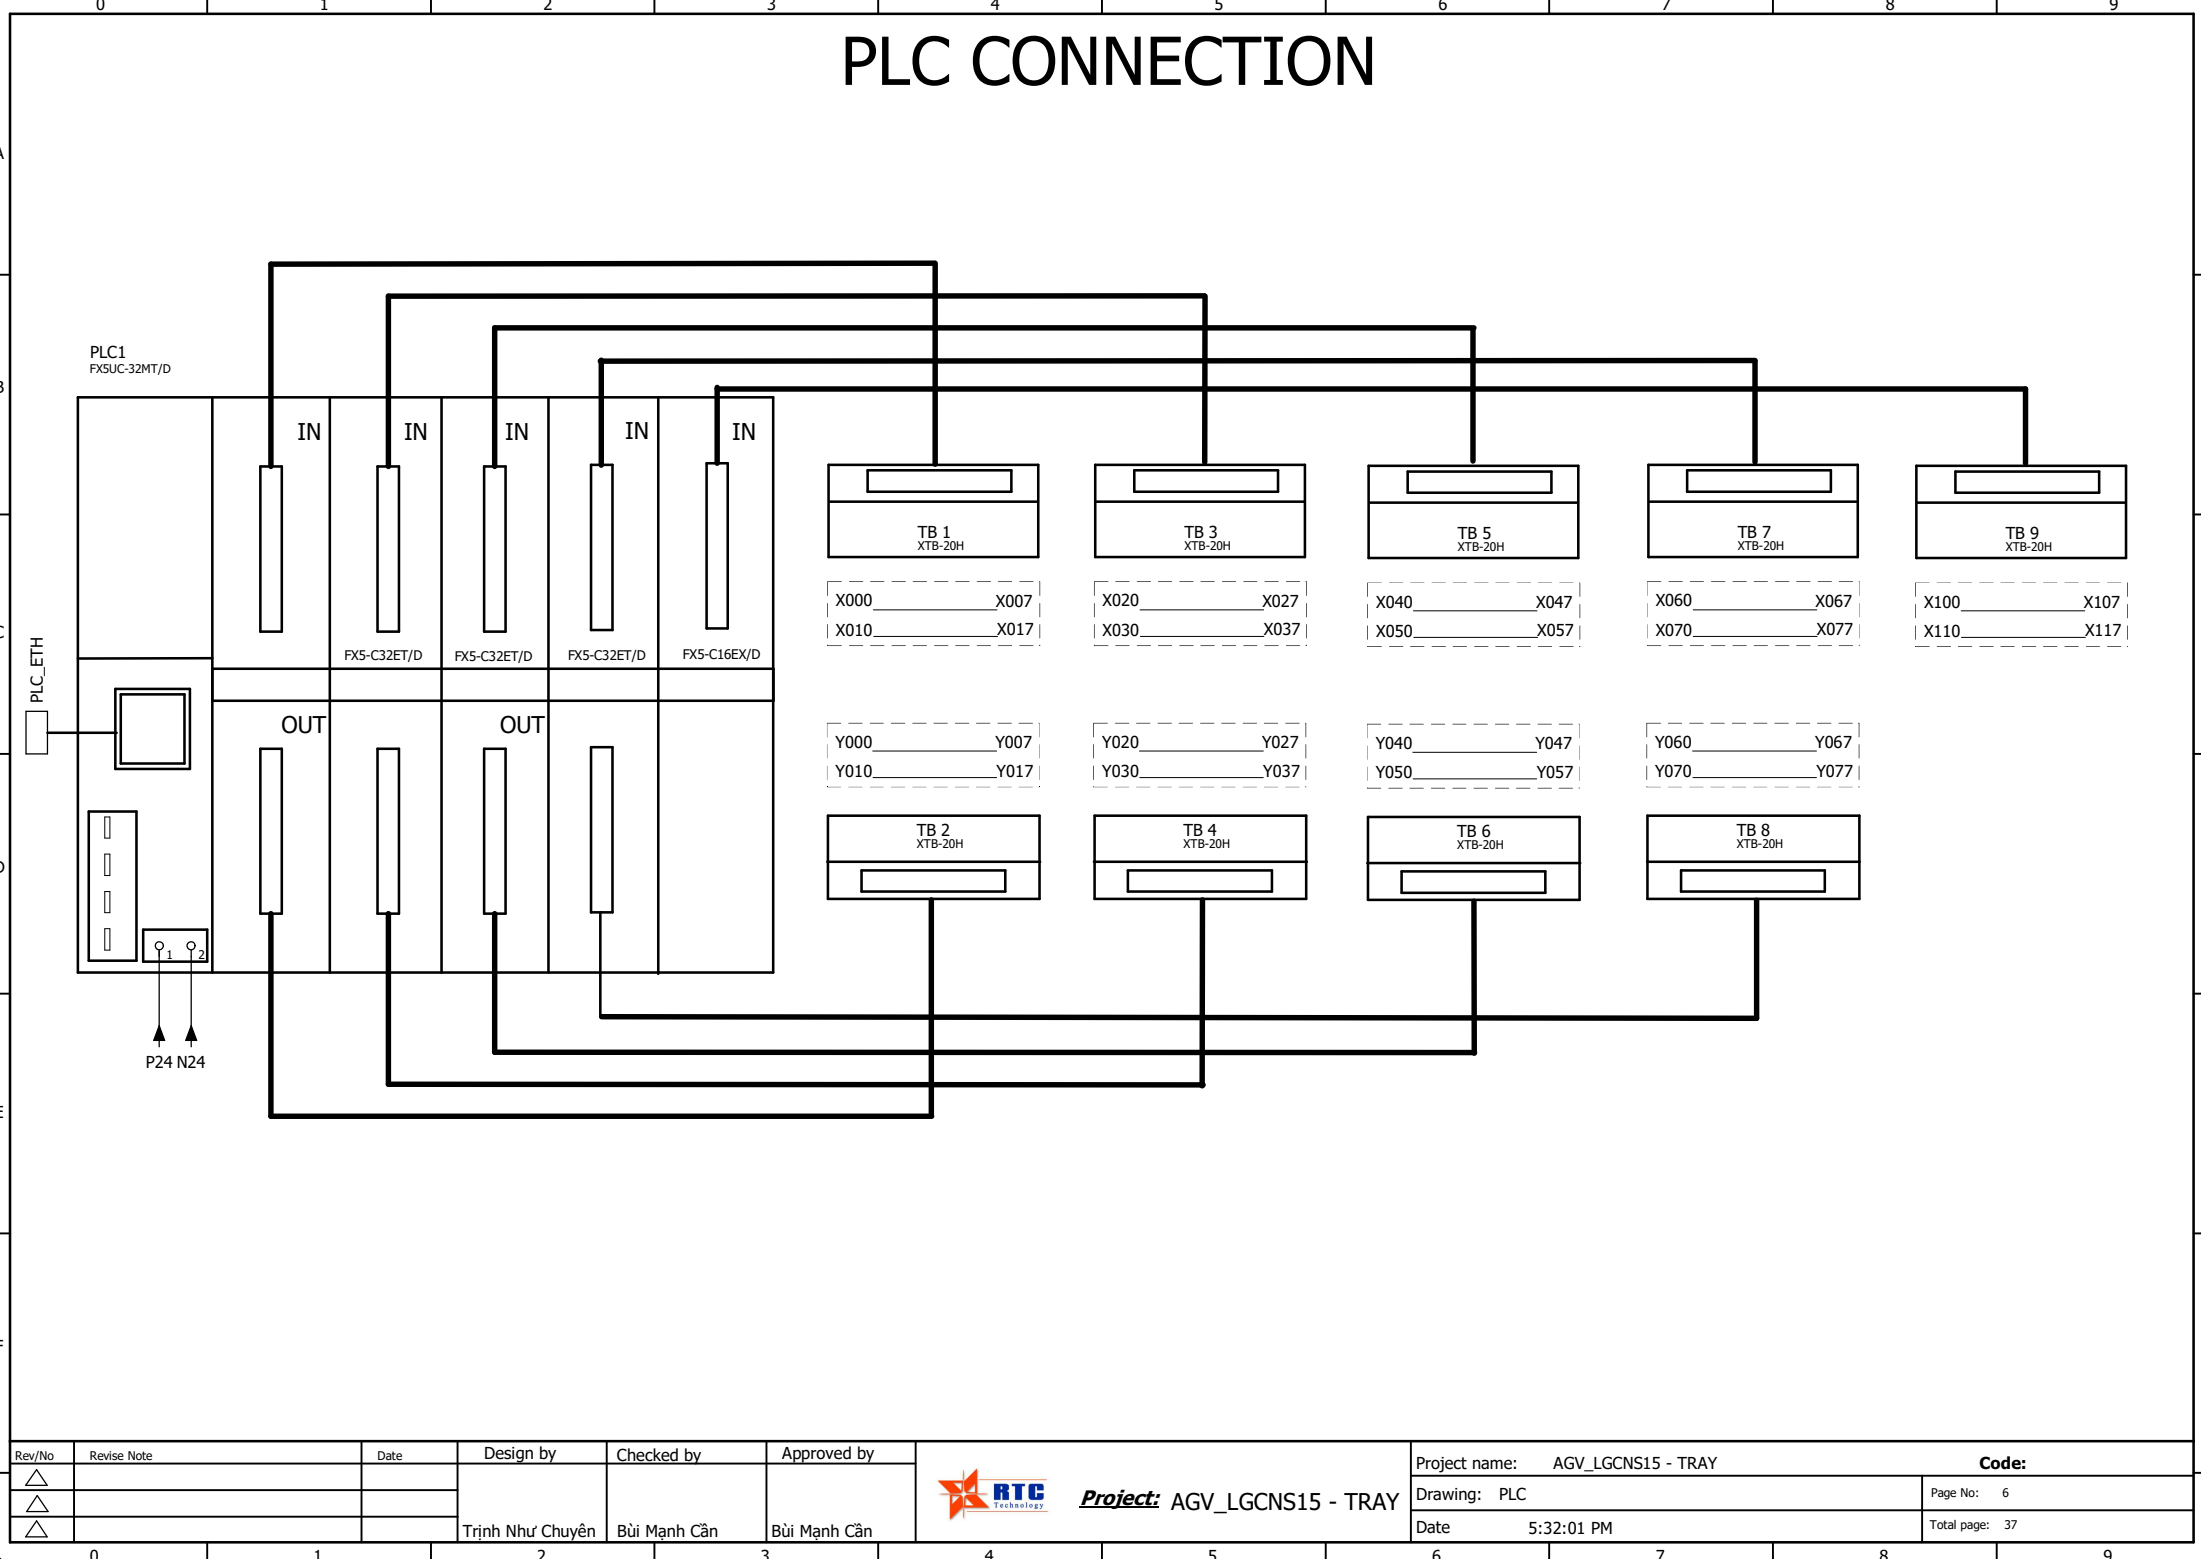 0 1 2 3 4 5 6 7 8 9
PLC CONNECTION
A
PLC1
FX5UC-32MT/D
B
IN IN IN IN IN
TB 1 TB 3 TB 5 TB 7 TB 9
XTB-20H XTB-20H XTB-20H XTB-20H XTB-20H
X000 X007 X020 X027 X040 X047 X060 X067 X100 X107
X010 X017 X030 X037 X050 X057 X070 X077 X110 X117
C
FX5-C32ET/D FX5-C32ET/D FX5-C32ET/D FX5-C16EX/D
PLC_ETH
OUT OUT
Y000 Y007 Y020 Y027 Y040 Y047 Y060 Y067
Y010 Y017 Y030 Y037 Y050 Y057 Y070 Y077
TB 2 TB 4 TB 6 TB 8
XTB-20H XTB-20H XTB-20H XTB-20H
D
1 2
P24 N24
E
F
Rev/No Revise Note Date Design by Checked by Approved by
Trịnh Như Chuyên Bùi Mạnh Cần Bùi Mạnh Cần
RTC
Technology
Project: AGV_LGCNS15 - TRAY
Project name: AGV_LGCNS15 - TRAY Code:
Drawing: PLC Page No: 6
Date 5:32:01 PM Total page: 37
0 1 2 3 4 5 6 7 8 9